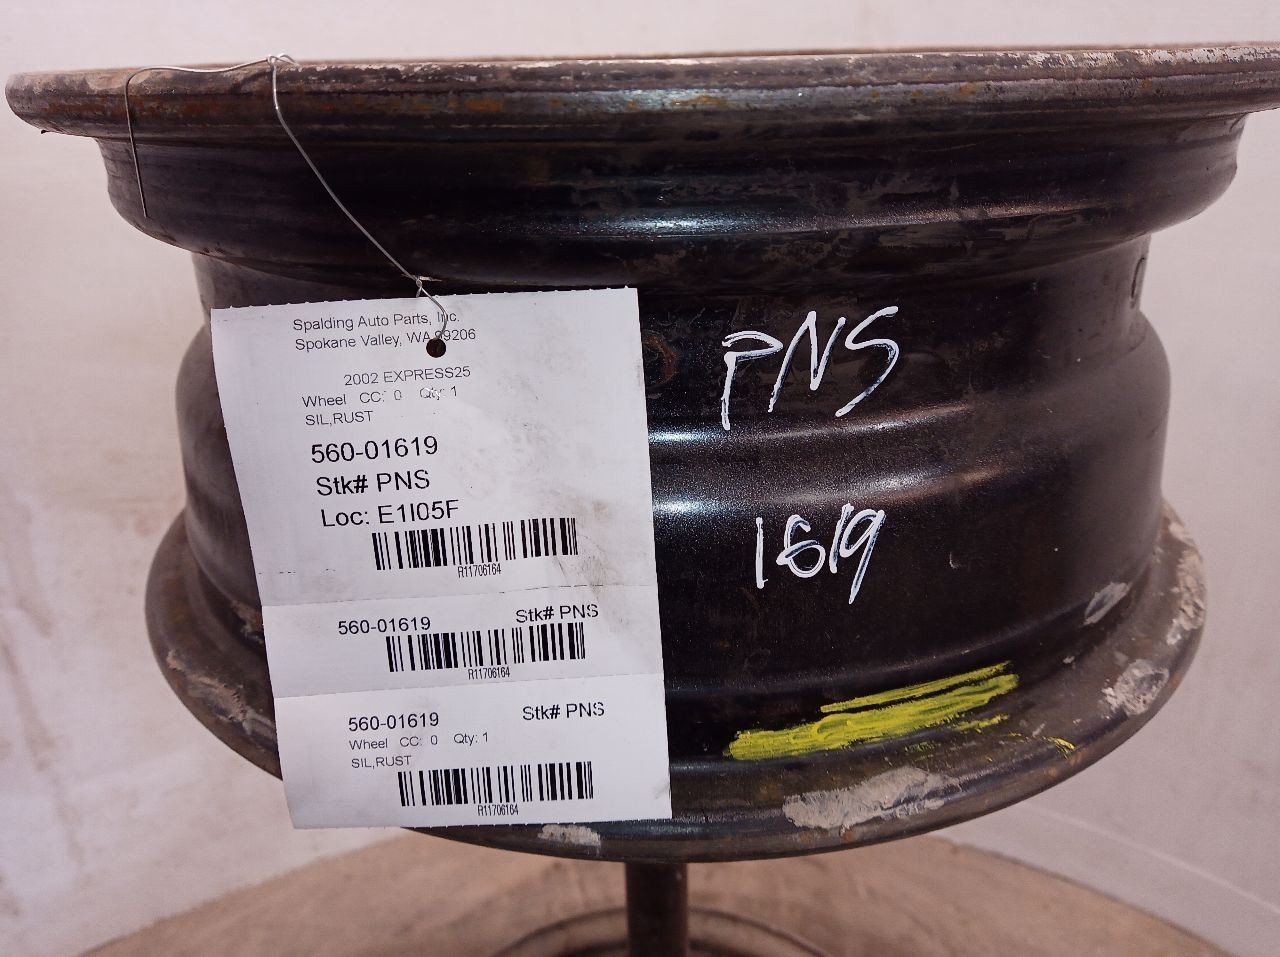 Spalding Auto Parts, Inc.
Spokane Valley, WA 99206
2002 EXPRESS25
Wheel CC: 0 Qty: 1
SIL,RUST
560-01619
Stk# PNS
Loc: E1I05F
R11706164
560-01619 Stk# PNS
R11706164
560-01619 Stk# PNS
Wheel CC: 0 Qty: 1
SIL,RUST
R11706164
PNS
1619